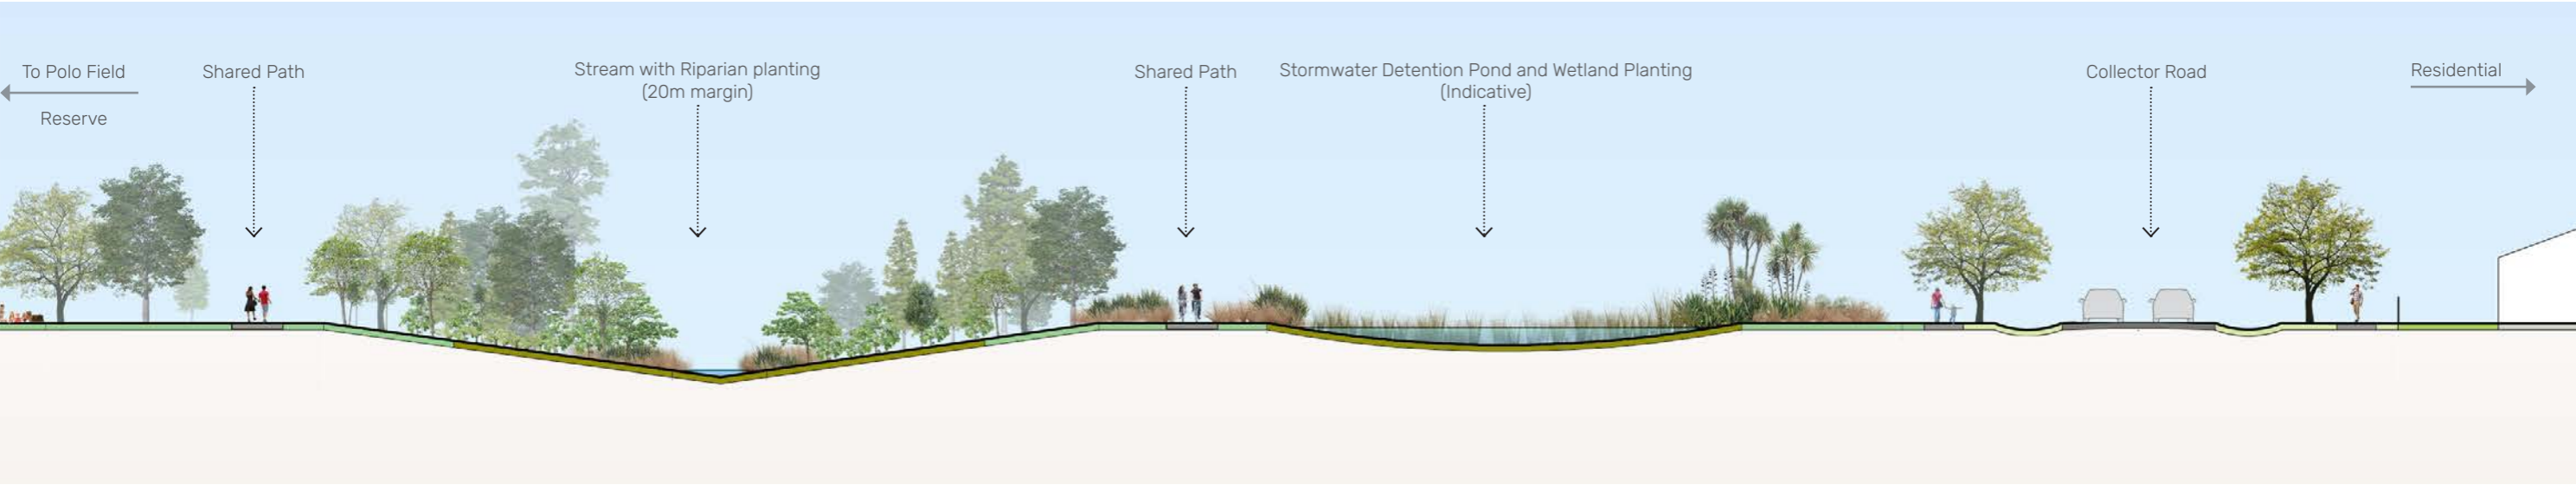 To Polo Field
Reserve
Shared Path
Stream with Riparian planting
(20m margin)
Shared Path
Stormwater Detention Pond and Wetland Planting
(Indicative)
Collector Road
Residential